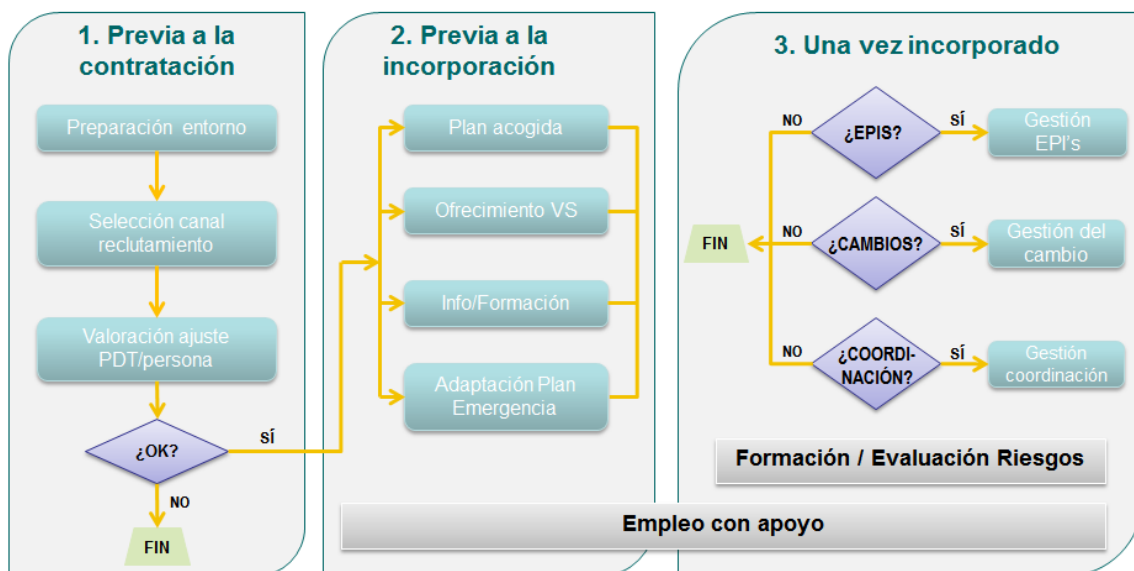 1. Previa a la
contratación
Preparación entorno
Selección canal
reclutamiento
Valoración ajuste
PDT/persona
¿OK?
SÍ
NO
FIN
2. Previa a la
incorporación
Plan acogida
Ofrecimiento VS
Info/Formación
Adaptación Plan
Emergencia
3. Una vez incorporado
NO
¿EPIS?
SÍ
Gestión
EPI's
FIN
NO
¿CAMBIOS?
SÍ
Gestión del
cambio
NO
¿COORDI-
NACIÓN?
SÍ
Gestión
coordinación
Formación / Evaluación Riesgos
Empleo con apoyo